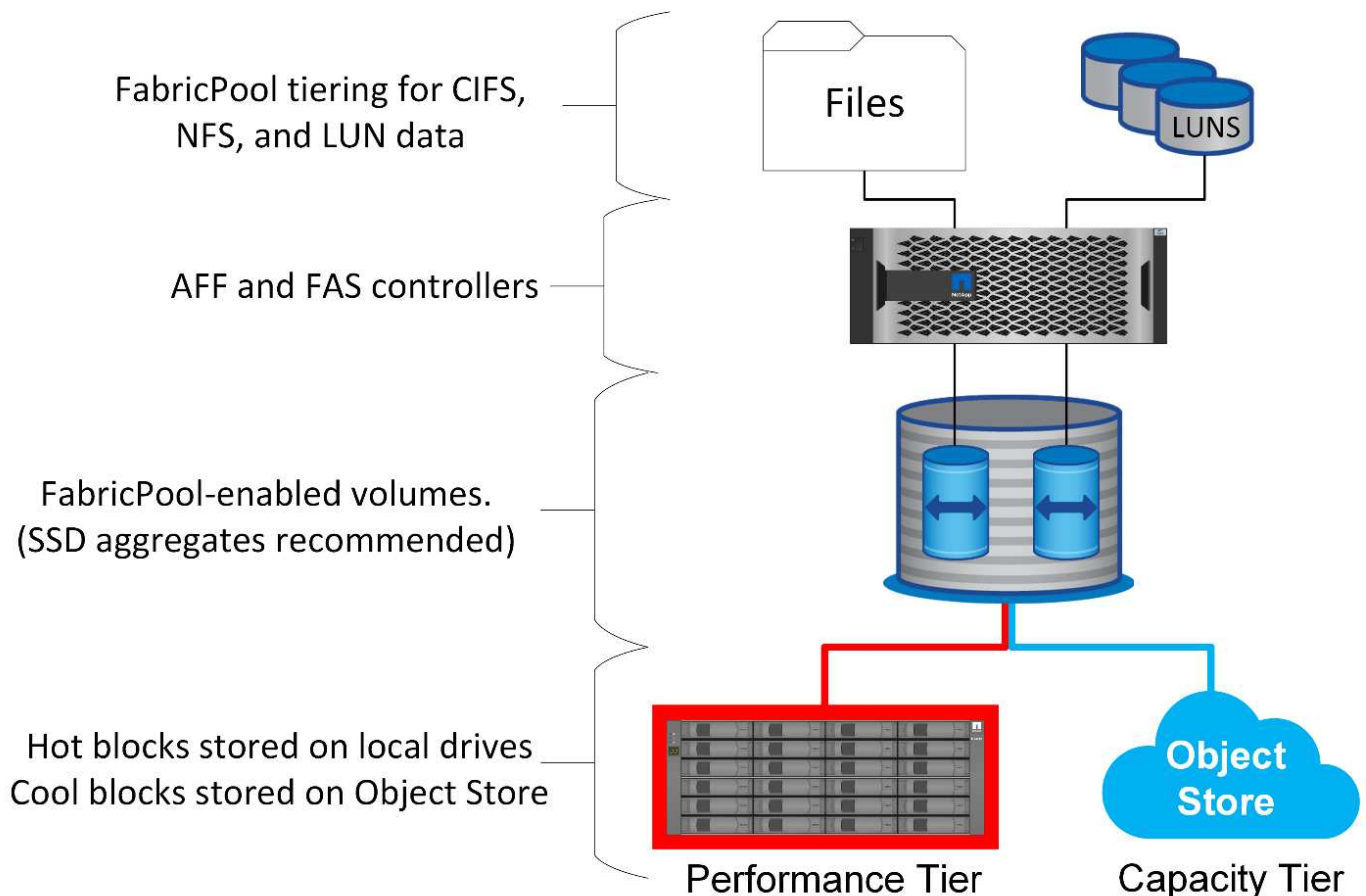 FabricPool tiering for CIFS,
NFS, and LUN data
Files
LUNS
AFF and FAS controllers
NetApp
FabricPool-enabled volumes.
(SSD aggregates recommended)
Hot blocks stored on local drives
Cool blocks stored on Object Store
Object
Store
Performance Tier
Capacity Tier